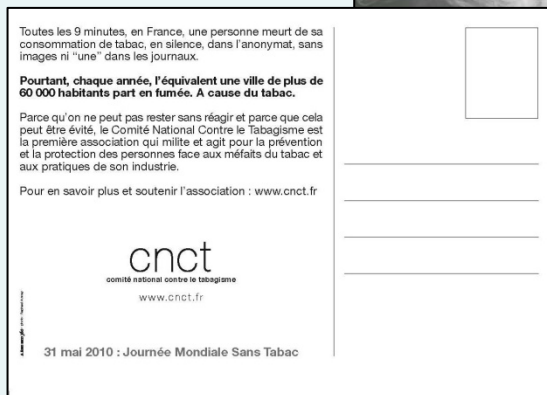 Toutes les 9 minutes, en France, une personne meurt de sa
consommation de tabac, en silence, dans l'anonymat, sans
images ni "une" dans les journaux.
Pourtant, chaque année, l'équivalent une ville de plus de
60 000 habitants part en fumée. A cause du tabac.
Parce qu'on ne peut pas rester sans réagir et parce que cela
peut être évité, le Comité National Contre le Tabagisme est
la première association qui milite et agit pour la prévention
et la protection des personnes face aux méfaits du tabac et
aux pratiques de son industrie.
Pour en savoir plus et soutenir l'association : www.cnct.fr
cnct
comité national contre le tabagisme
www.cnct.fr
31 mai 2010 : Journée Mondiale Sans Tabac